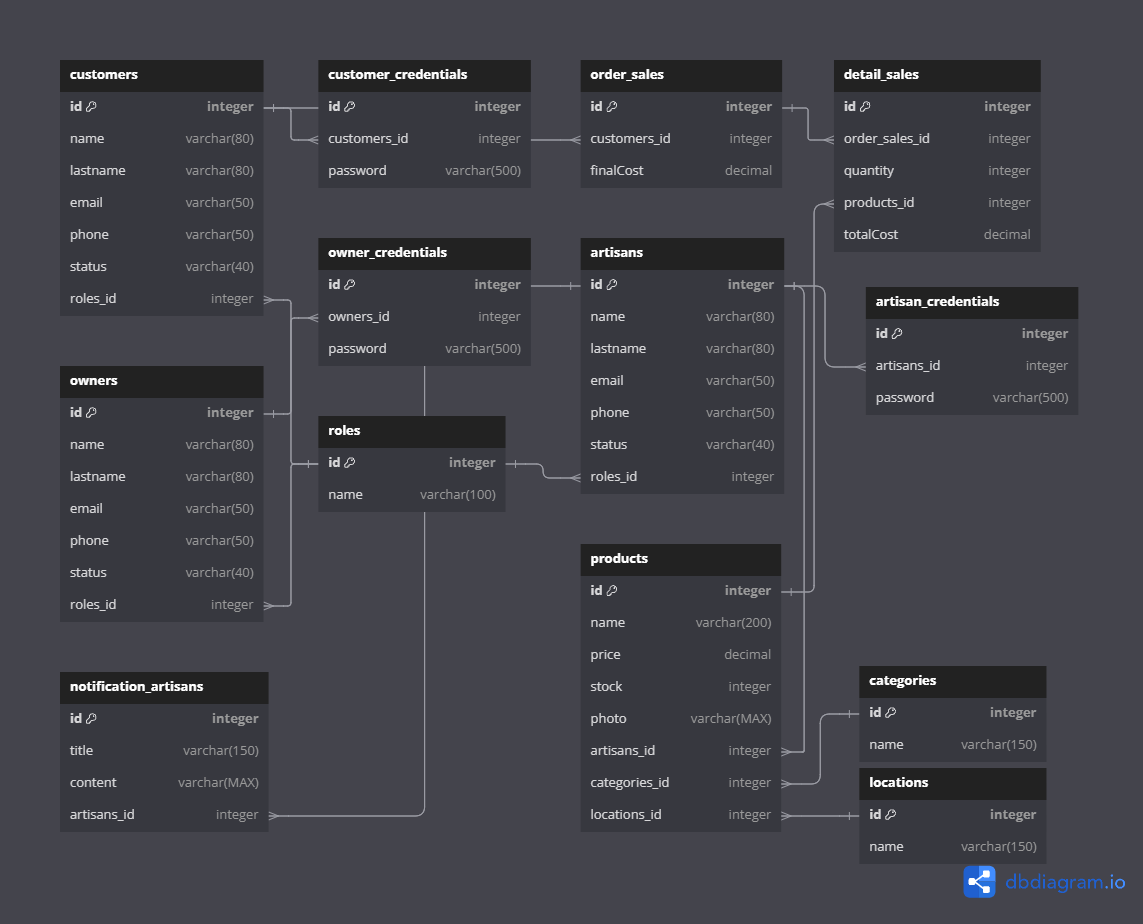 customers
id integer
name varchar(80)
lastname varchar(80)
email varchar(50)
phone varchar(50)
status varchar(40)
roles_id integer
customer_credentials
id integer
customers_id integer
password varchar(500)
order_sales
id integer
customers_id integer
finalCost decimal
detail_sales
id integer
order_sales_id integer
quantity integer
products_id integer
totalCost decimal
owner_credentials
id integer
owners_id integer
password varchar(500)
artisans
id integer
name varchar(80)
lastname varchar(80)
email varchar(50)
phone varchar(50)
status varchar(40)
roles_id integer
artisan_credentials
id integer
artisans_id integer
password varchar(500)
owners
id integer
name varchar(80)
lastname varchar(80)
email varchar(50)
phone varchar(50)
status varchar(40)
roles_id integer
roles
id integer
name varchar(100)
products
id integer
name varchar(200)
price decimal
stock integer
photo varchar(MAX)
artisans_id integer
categories_id integer
locations_id integer
notification_artisans
id integer
title varchar(150)
content varchar(MAX)
artisans_id integer
categories
id integer
name varchar(150)
locations
id integer
name varchar(150)
dbdiagram.io